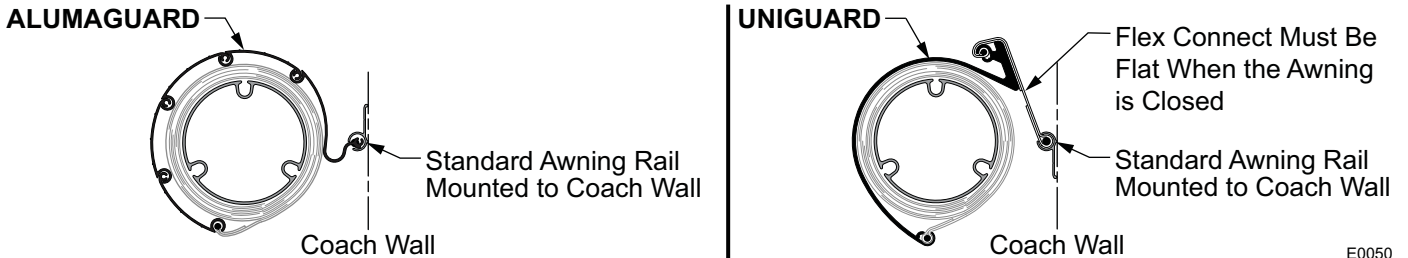 ALUMAGUARD
Standard Awning Rail
Mounted to Coach Wall
Coach Wall
UNIGUARD
Flex Connect Must Be
Flat When the Awning
is Closed
Standard Awning Rail
Mounted to Coach Wall
Coach Wall
E0050